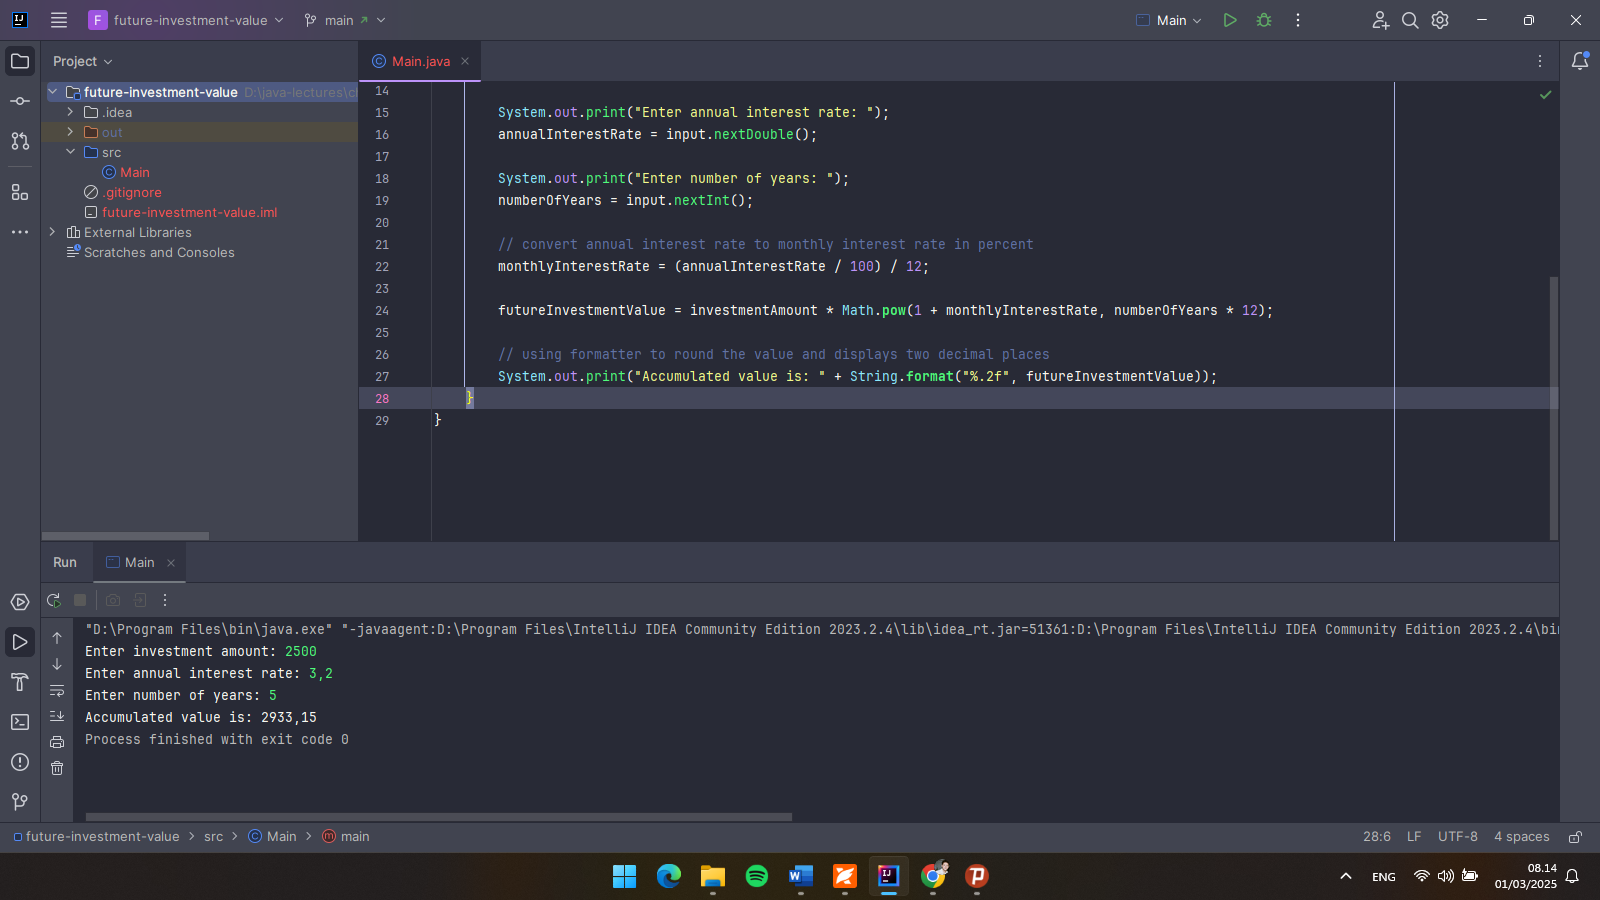 future-investment-value
main
Main
Project
Main.java
future-investment-value D:\java-lectures\c
.idea
out
src
Main
.gitignore
future-investment-value.iml
External Libraries
Scratches and Consoles
14
15 System.out.print("Enter annual interest rate: ");
16 annualInterestRate = input.nextDouble();
17
18 System.out.print("Enter number of years: ");
19 numberOfYears = input.nextInt();
20
21 // convert annual interest rate to monthly interest rate in percent
22 monthlyInterestRate = (annualInterestRate / 100) / 12;
23
24 futureInvestmentValue = investmentAmount * Math.pow(1 + monthlyInterestRate, numberOfYears * 12);
25
26 // using formatter to round the value and displays two decimal places
27 System.out.print("Accumulated value is: " + String.format("%.2f", futureInvestmentValue));
28 }
29 }
Run
Main
"D:\Program Files\bin\java.exe" "-javaagent:D:\Program Files\IntelliJ IDEA Community Edition 2023.2.4\lib\idea_rt.jar=51361:D:\Program Files\IntelliJ IDEA Community Edition 2023.2.4\bin
Enter investment amount: 2500
Enter annual interest rate: 3,2
Enter number of years: 5
Accumulated value is: 2933,15
Process finished with exit code 0
future-investment-value > src > Main > main
28:6 LF UTF-8 4 spaces
ENG
08.14
01/03/2025